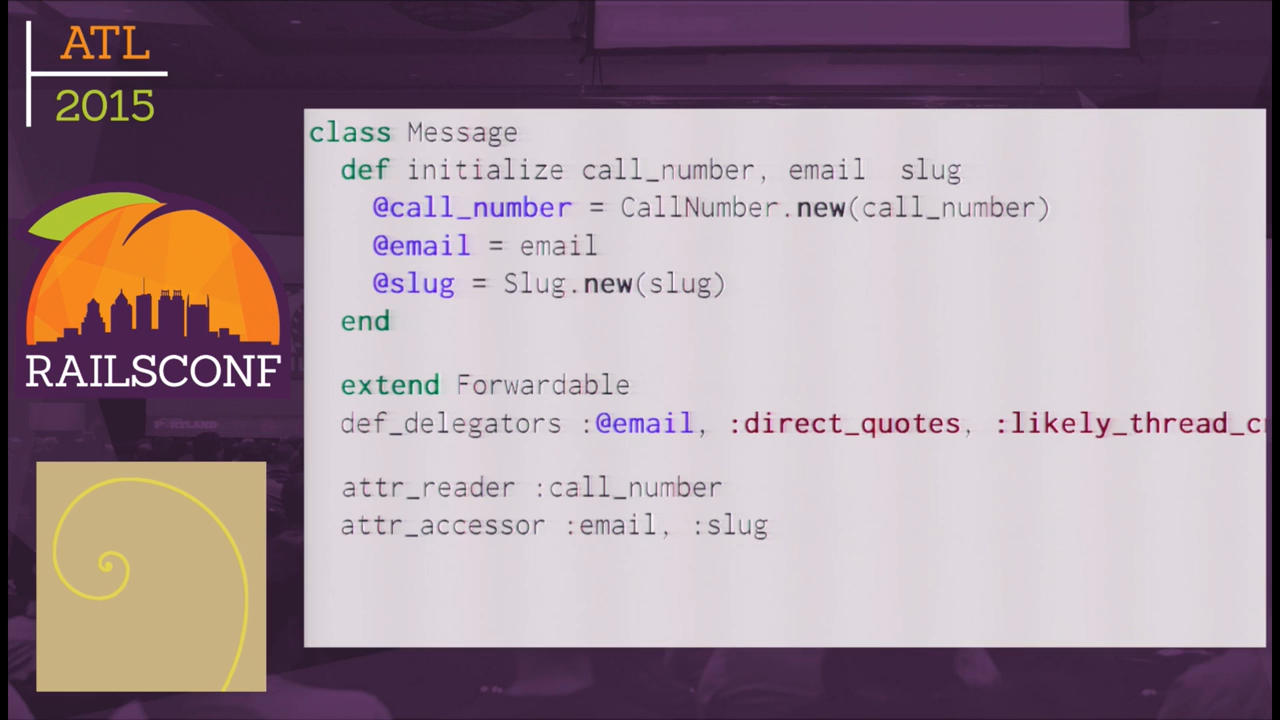 ATL
2015
RAILSCONF
class Message
def initialize call_number, email slug
@call_number = CallNumber.new(call_number)
@email = email
@slug = Slug.new(slug)
end
extend Forwardable
def_delegators :@email, :direct_quotes, :likely_thread_c
attr_reader :call_number
attr_accessor :email, :slug